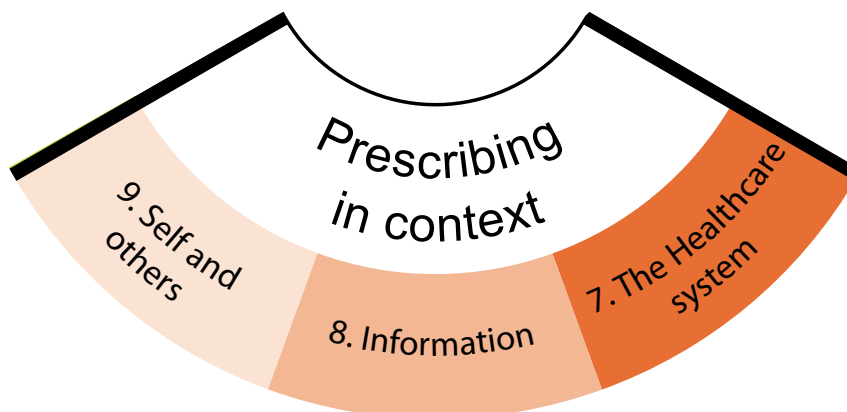 Prescribing
in context
9. Self and
others
8. Information
7. The Healthcare
system